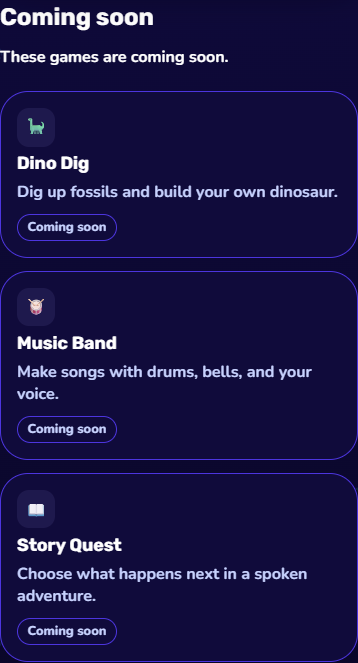 Coming soon
These games are coming soon.
Dino Dig
Dig up fossils and build your own dinosaur.
Coming soon
Music Band
Make songs with drums, bells, and your
voice.
Coming soon
Story Quest
Choose what happens next in a spoken
adventure.
Coming soon